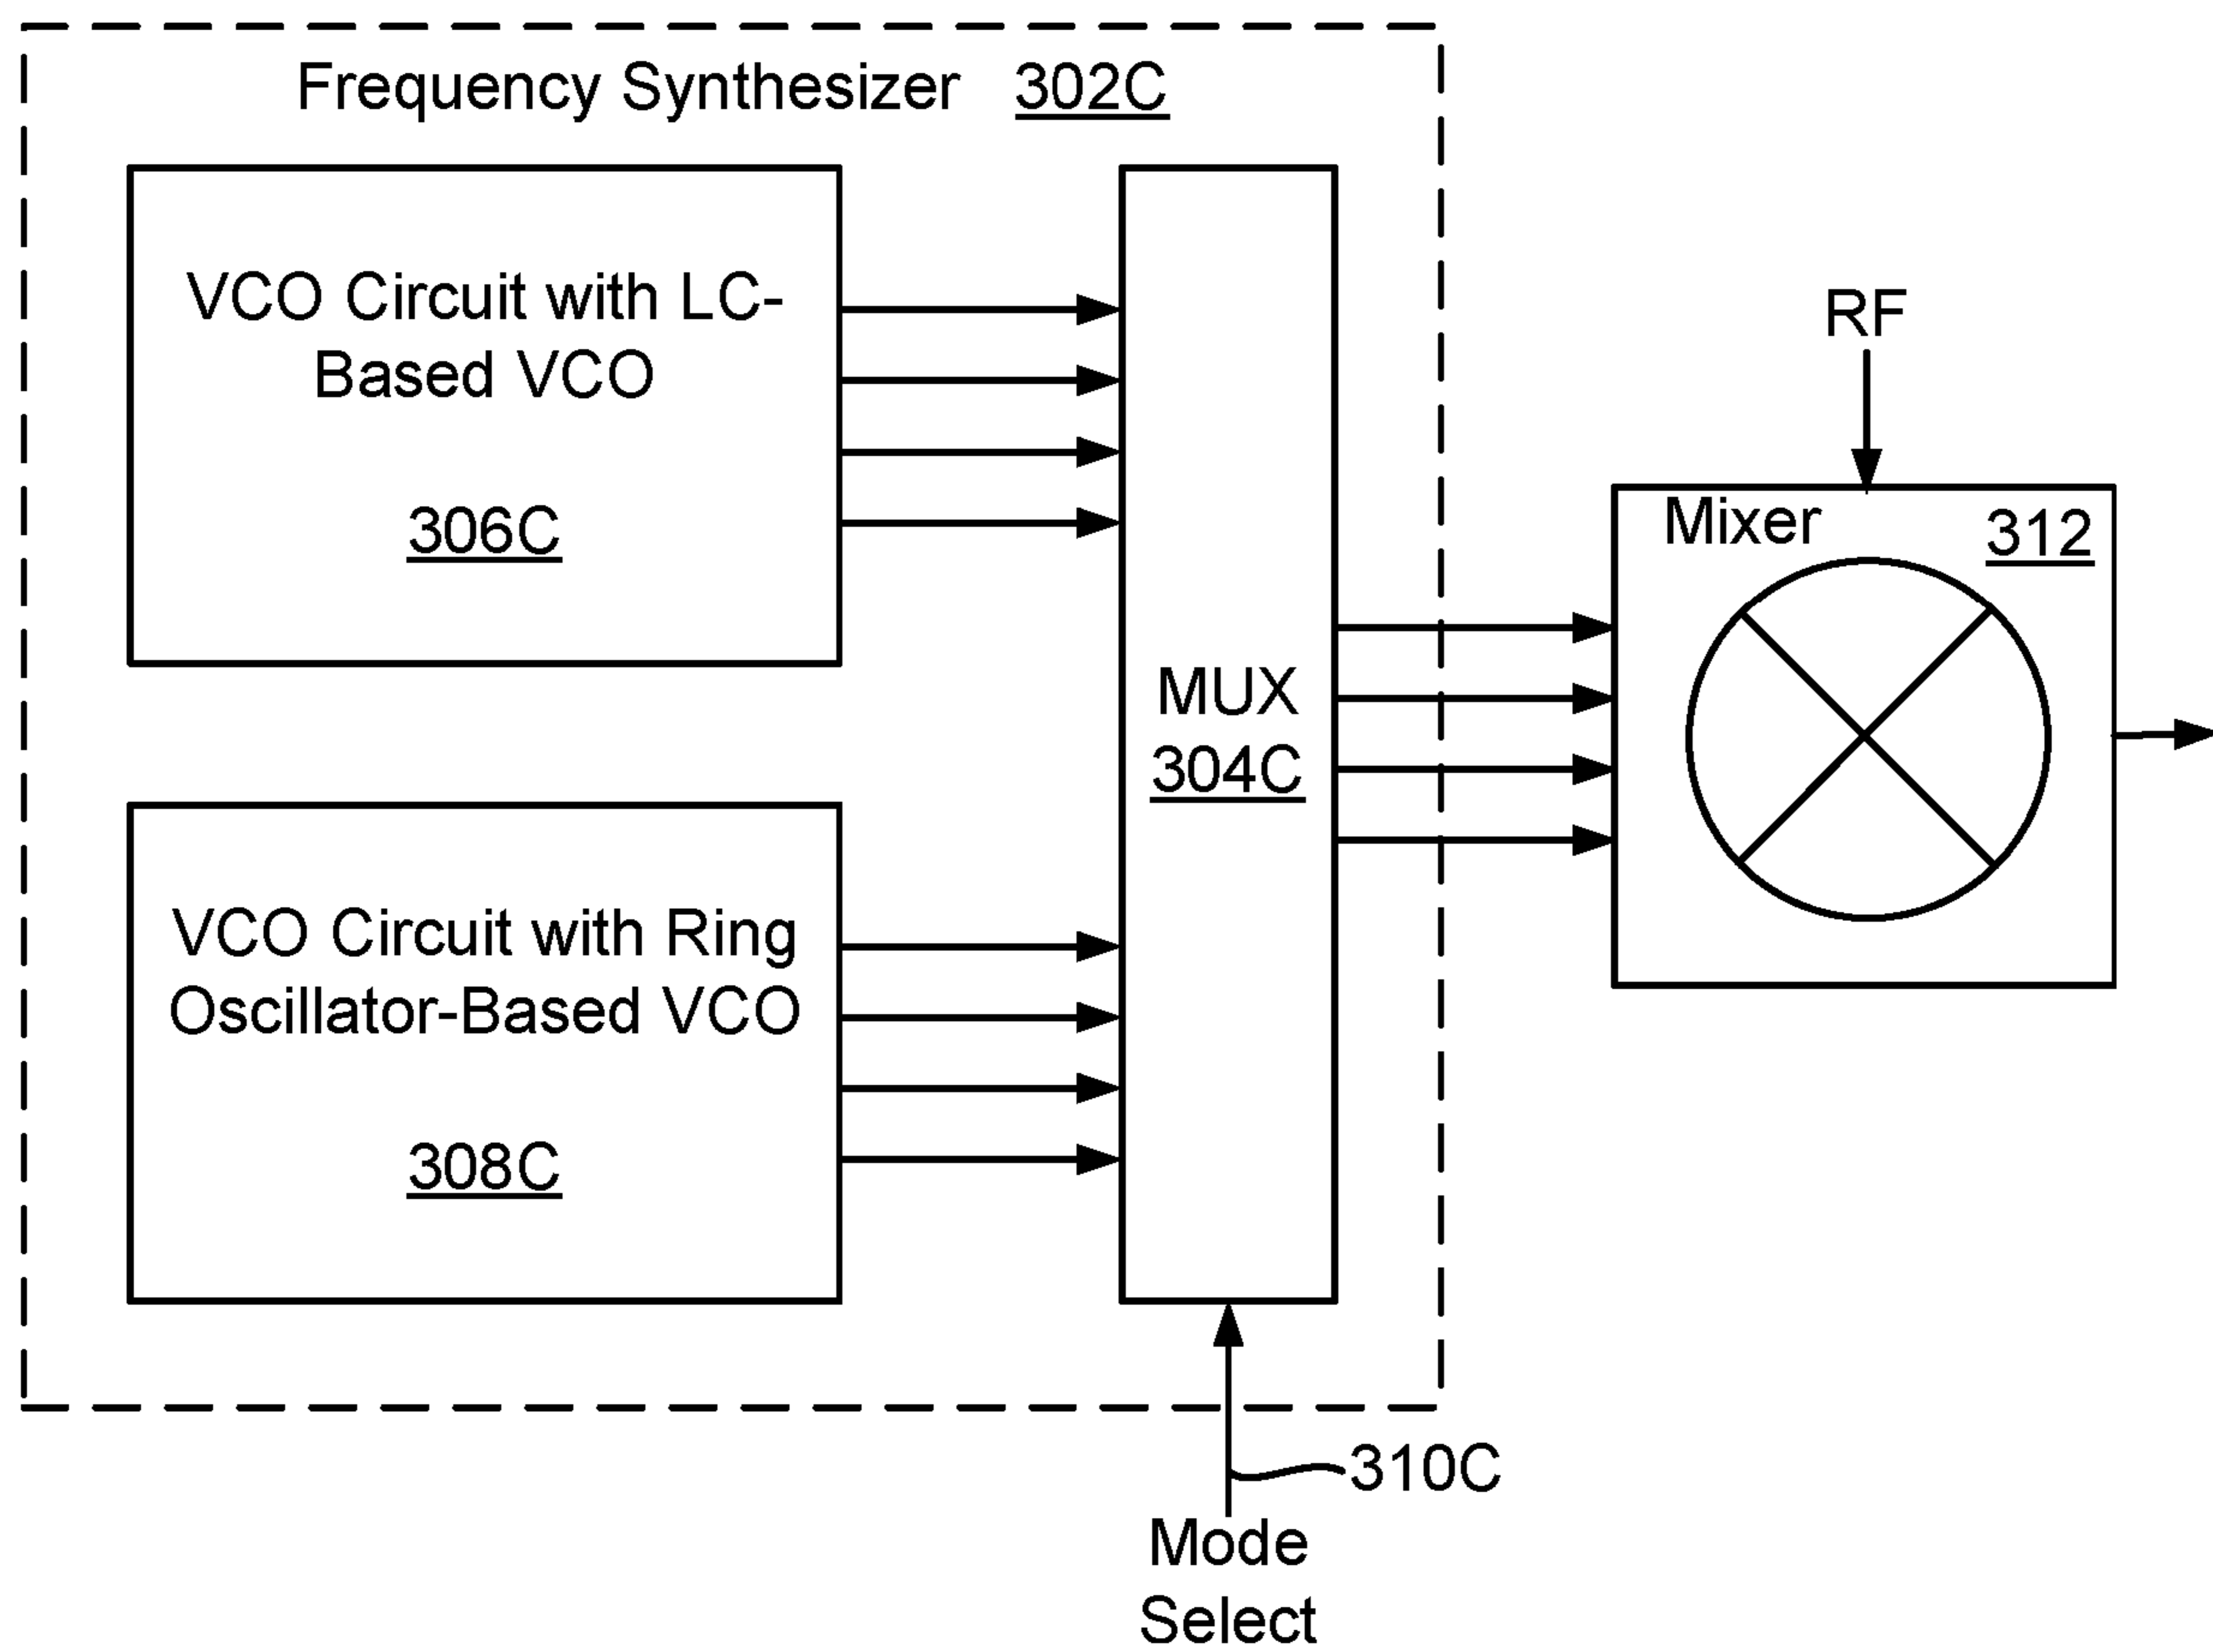 Frequency Synthesizer 302C
VCO Circuit with LC-
Based VCO
306C
VCO Circuit with Ring
Oscillator-Based VCO
308C
MUX
304C
RF
Mixer 312
310C
Mode
Select